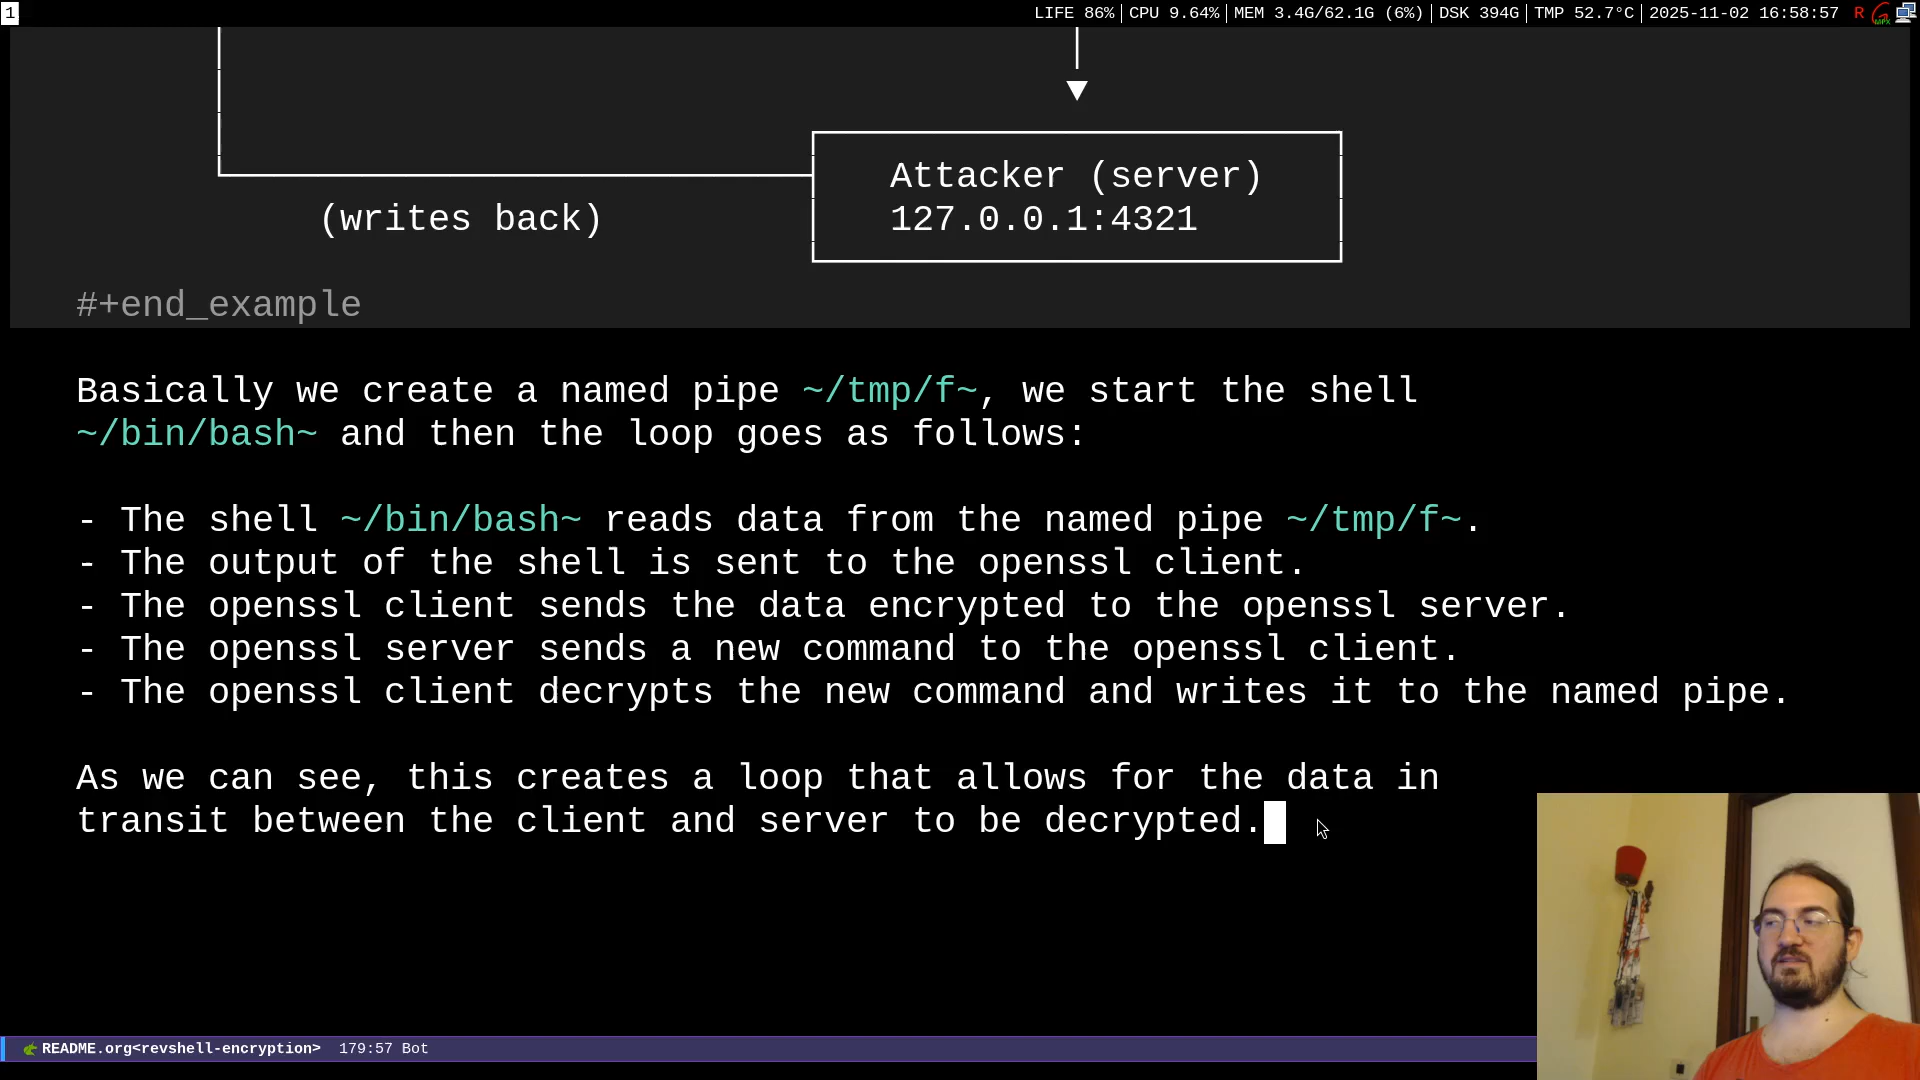 1 LIFE 86%|CPU 9.64%|MEM 3.4G/62.1G (6%)|DSK 394G|TMP 52.7°C|2025-11-02 16:58:57 R
Attacker (server)
(writes back) 127.0.0.1:4321
#+end_example
Basically we create a named pipe ~/tmp/f~, we start the shell
~/bin/bash~ and then the loop goes as follows:
- The shell ~/bin/bash~ reads data from the named pipe ~/tmp/f~.
- The output of the shell is sent to the openssl client.
- The openssl client sends the data encrypted to the openssl server.
- The openssl server sends a new command to the openssl client.
- The openssl client decrypts the new command and writes it to the named pipe.
As we can see, this creates a loop that allows for the data in
transit between the client and server to be decrypted.
README.org<revshell-encryption> 179:57 Bot